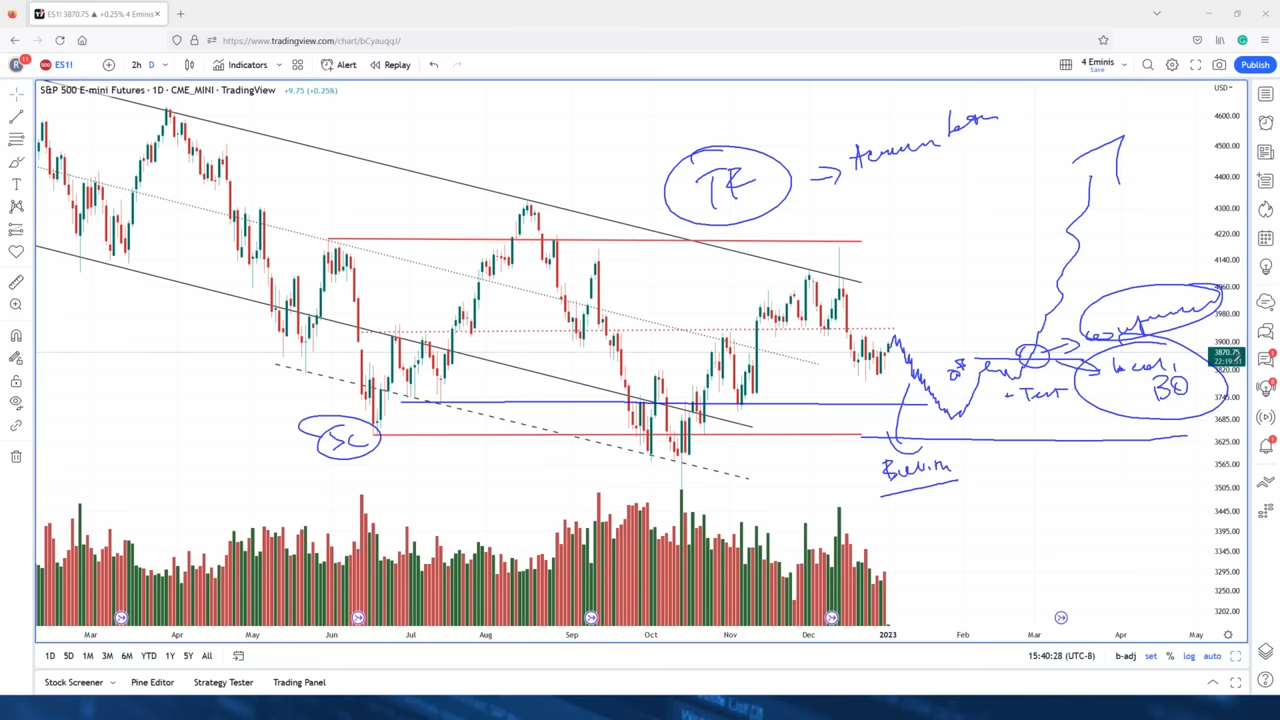 ES1! 3870.75 ▲ +0.25% 4 Eminis
https://www.tradingview.com/chart/bCyauqqJ/
R 11 ES1! 2h D Indicators Alert Replay 4 Eminis Save Publish
S&P 500 E-mini Futures · 1D · CME_MINI · TradingView +9.75 (+0.25%)
USD
4600.00
4500.00
4400.00
4300.00
4220.00
4140.00
4060.00
3980.00
3900.00
3870.75
22:19:31
3820.00
3745.00
3685.00
3625.00
3565.00
3505.00
3445.00
3395.00
3345.00
3295.00
3250.00
3202.00
TR
SC
Test
BO
Mar Apr May Jun Jul Aug Sep Oct Nov Dec 2023 Feb Mar Apr May
1D 5D 1M 3M 6M YTD 1Y 5Y All 15:40:28 (UTC-8) b-adj set % log auto
Stock Screener Pine Editor Strategy Tester Trading Panel